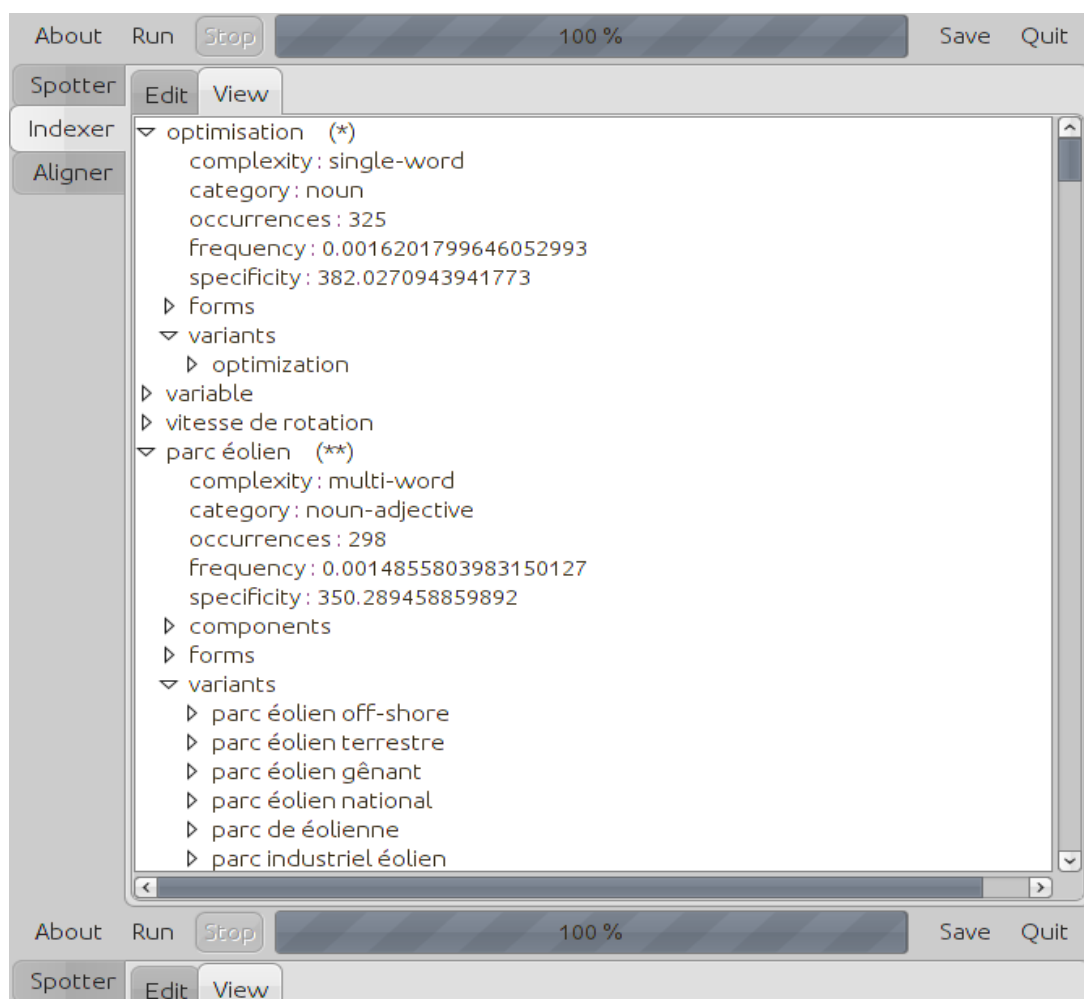 About Run Stop 100 % Save Quit
Spotter Edit View
Indexer
Aligner
optimisation (*)
complexity : single-word
category : noun
occurrences : 325
frequency : 0.0016201799646052993
specificity : 382.0270943941773
forms
variants
optimization
variable
vitesse de rotation
parc éolien (**)
complexity : multi-word
category : noun-adjective
occurrences : 298
frequency : 0.0014855803983150127
specificity : 350.289458859892
components
forms
variants
parc éolien off-shore
parc éolien terrestre
parc éolien gênant
parc éolien national
parc de éolienne
parc industriel éolien
About Run Stop 100 % Save Quit
Spotter Edit View